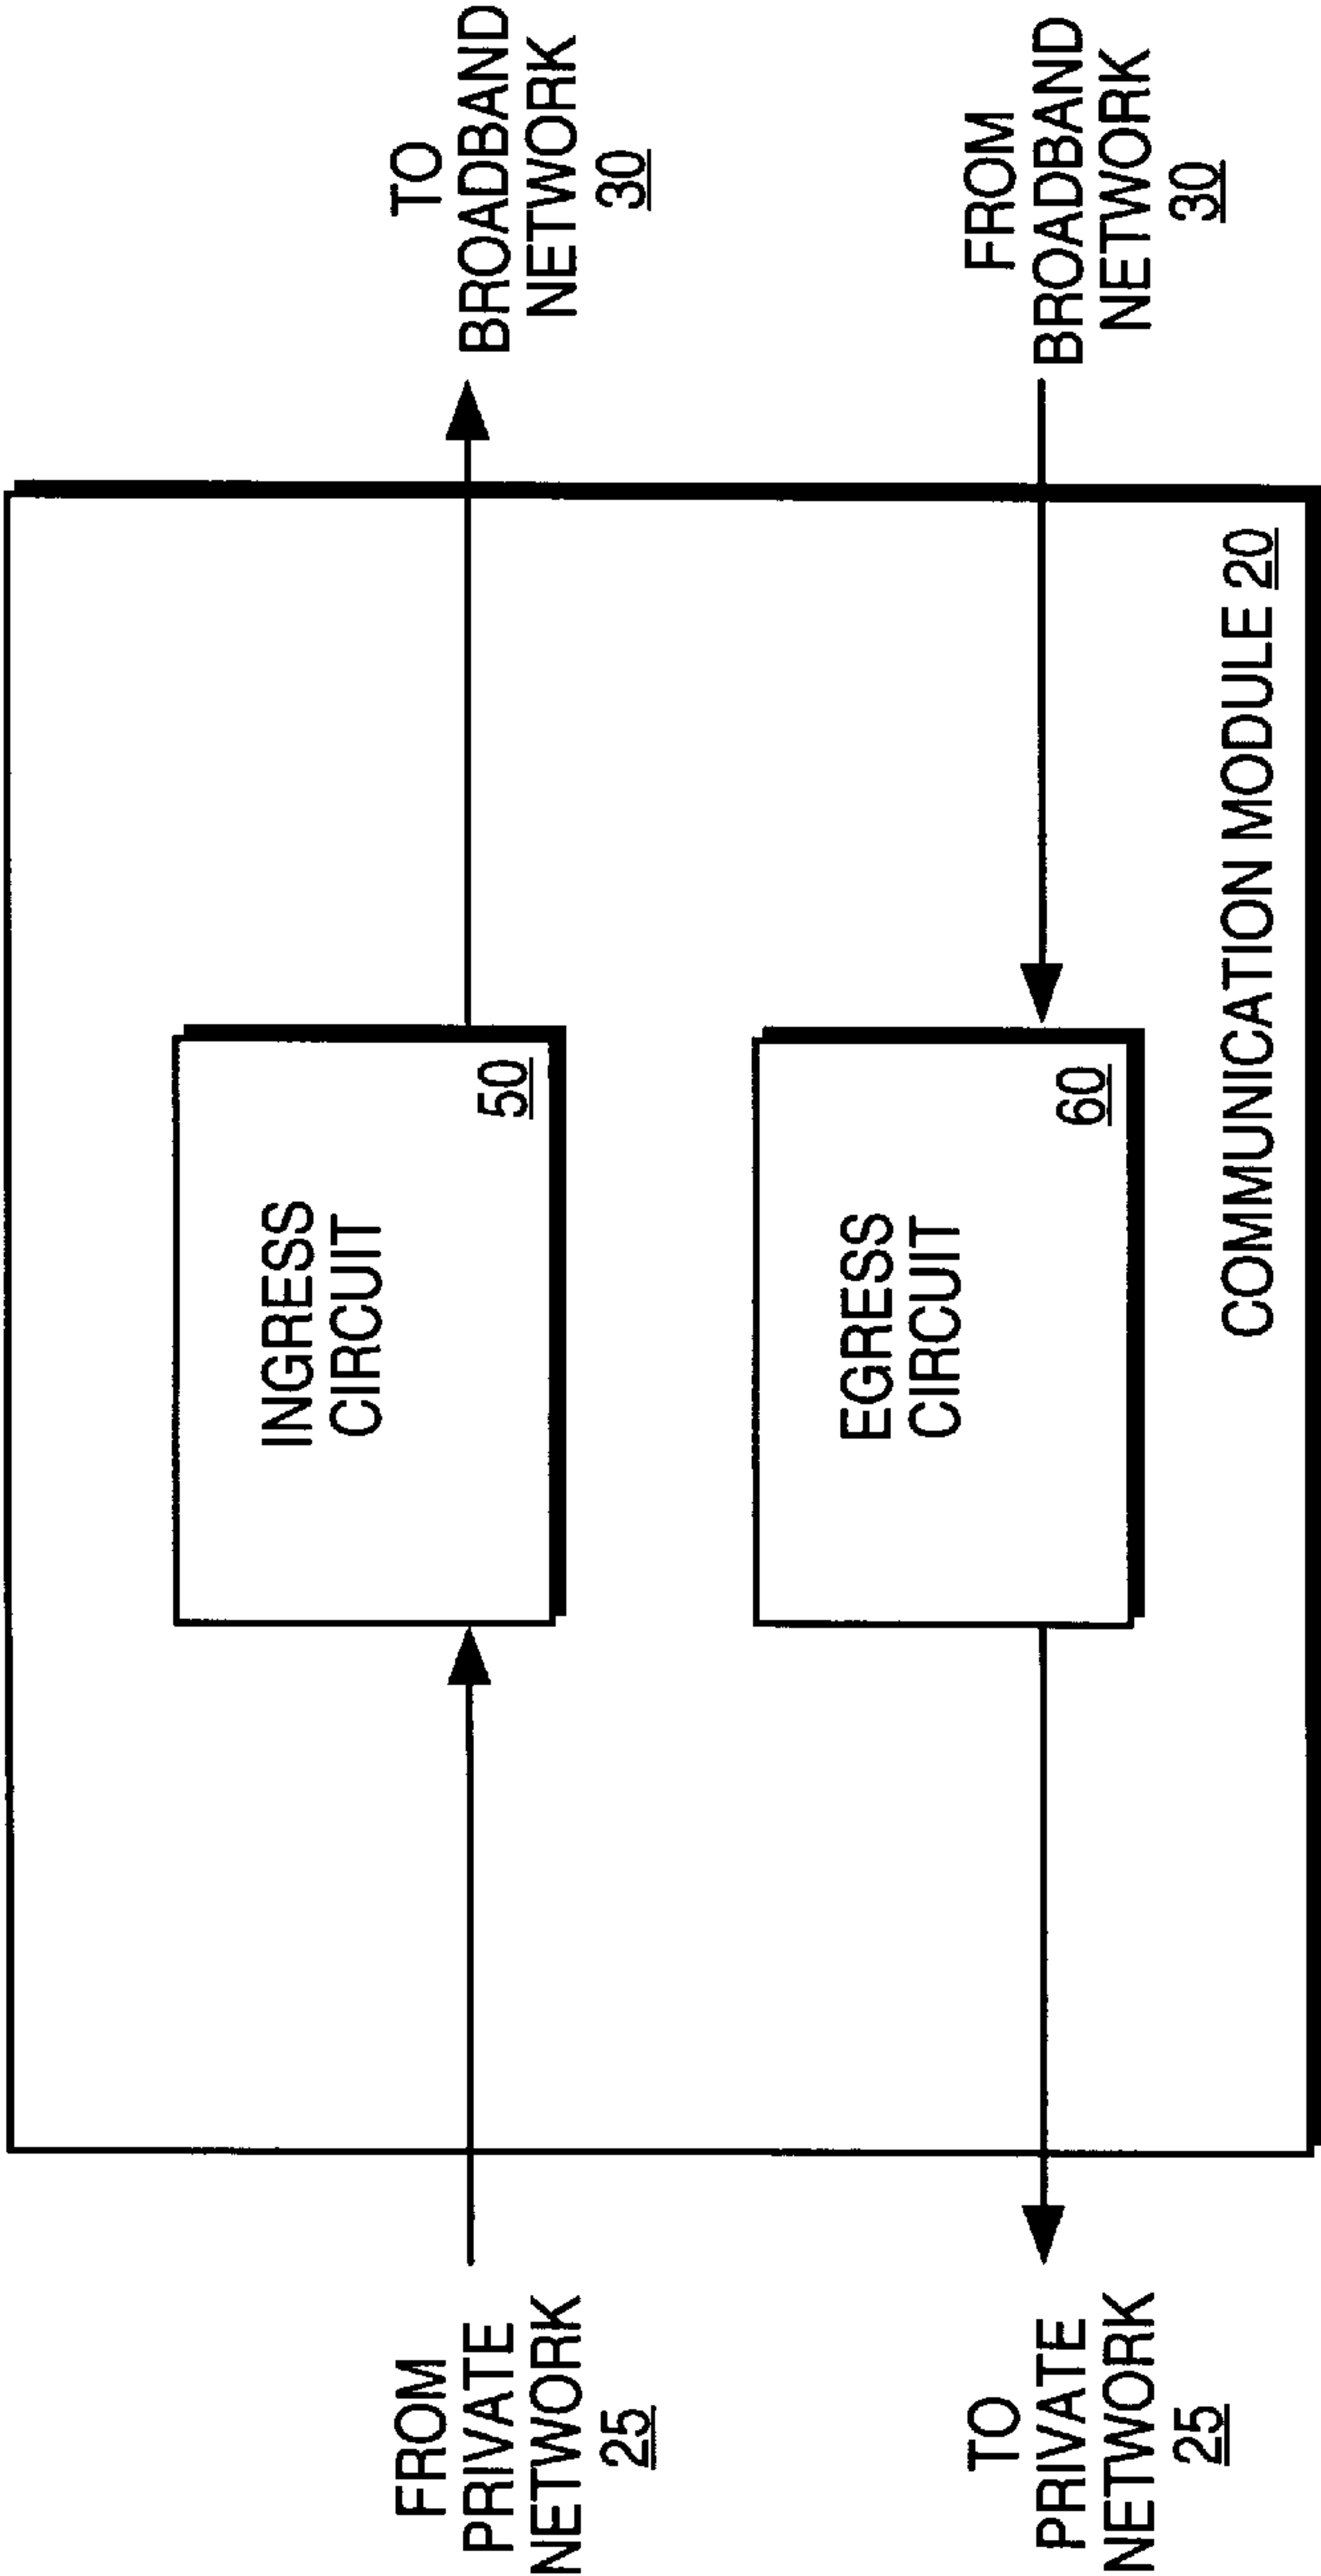 FROM
PRIVATE
NETWORK
25
INGRESS
CIRCUIT
50
TO
BROADBAND
NETWORK
30
TO
PRIVATE
NETWORK
25
EGRESS
CIRCUIT
60
FROM
BROADBAND
NETWORK
30
COMMUNICATION MODULE 20